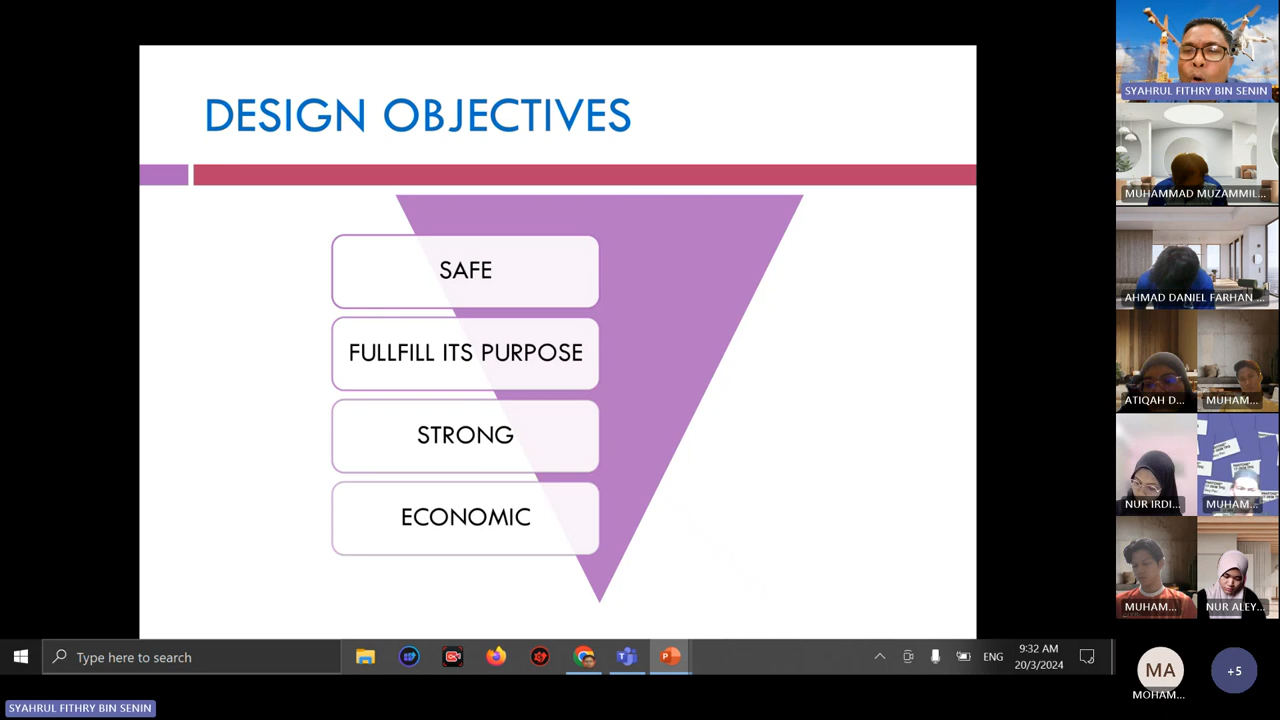 DESIGN OBJECTIVES
SAFE
FULLFILL ITS PURPOSE
STRONG
ECONOMIC
SYAHRUL FITHRY BIN SENIN
MUHAMMAD MUZAMMIL...
AHMAD DANIEL FARHAN ...
ATIQAH D...
MUHAM...
NUR IRDI...
MUHAM...
MUHAM...
NUR ALEY...
MA
MOHAM...
+5
Type here to search
ENG
9:32 AM
20/3/2024
SYAHRUL FITHRY BIN SENIN